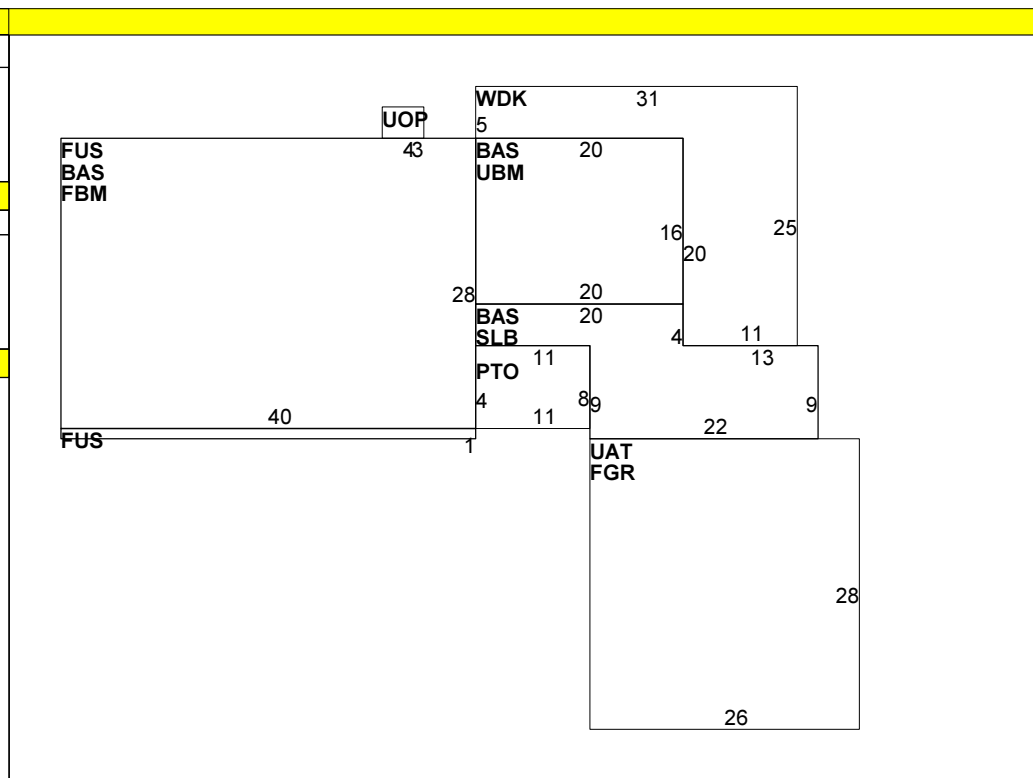 WDK 31
UOP 5
FUS 43 BAS 20
BAS UBM
FBM
16 25
20
28 20
BAS 20
SLB 4 11
11 13
PTO
4 8 9 9
40 11 22
FUS 1 UAT
FGR
28
26